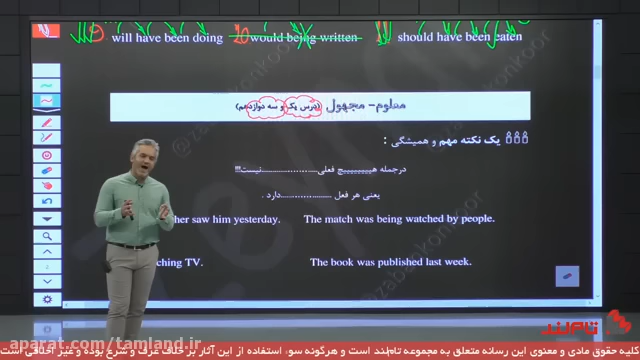 will have been doing would being written should have been eaten
معلوم – مجهول (درس یک و سه دوازدهم)
یک نکته مهم و همیشگی :
درجمله هیییییییچ فعلی....................نیست!!!
یعنی هر فعل ....................دارد .
her saw him yesterday. The match was being watched by people.
ching TV. The book was published last week.
@zabankonkoor
aparat.com/tamland.ir
تاملند
کلیه حقوق مادی و معنوی این رسانه متعلق به مجموعه تاملند است و هرگونه سوء استفاده از این آثار بر خلاف عرف و شرع بوده و غیر اخلاقی است